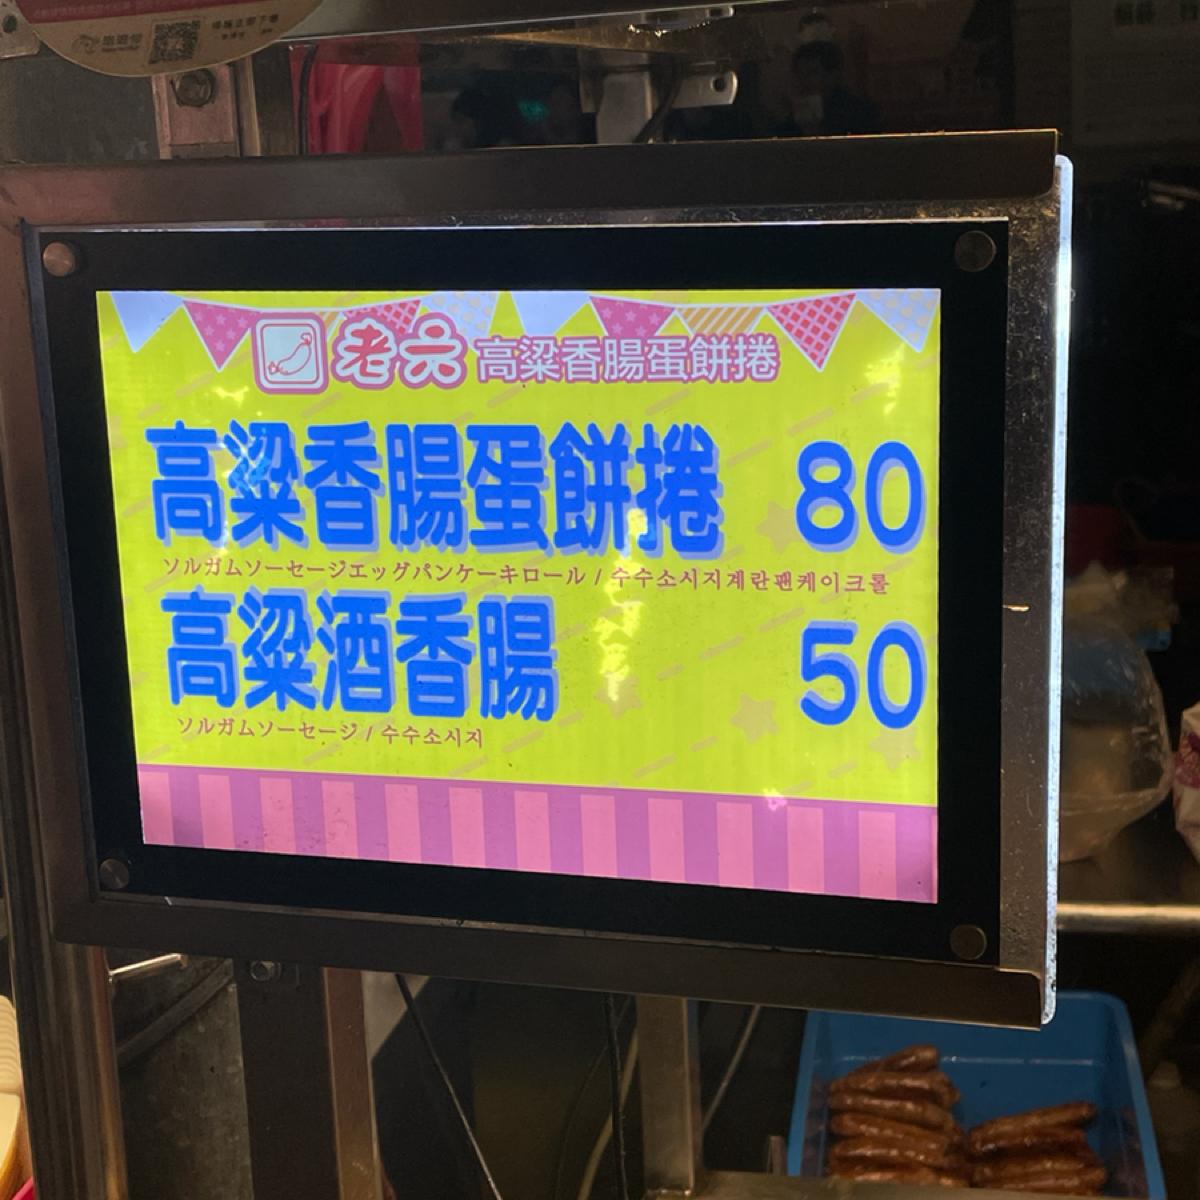 老六 高粱香腸蛋餅捲
高粱香腸蛋餅捲 80
ソルガムソーセージエッグパンケーキロール / 수수소시지계란팬케이크롤
高粱酒香腸 50
ソルガムソーセージ / 수수소시지